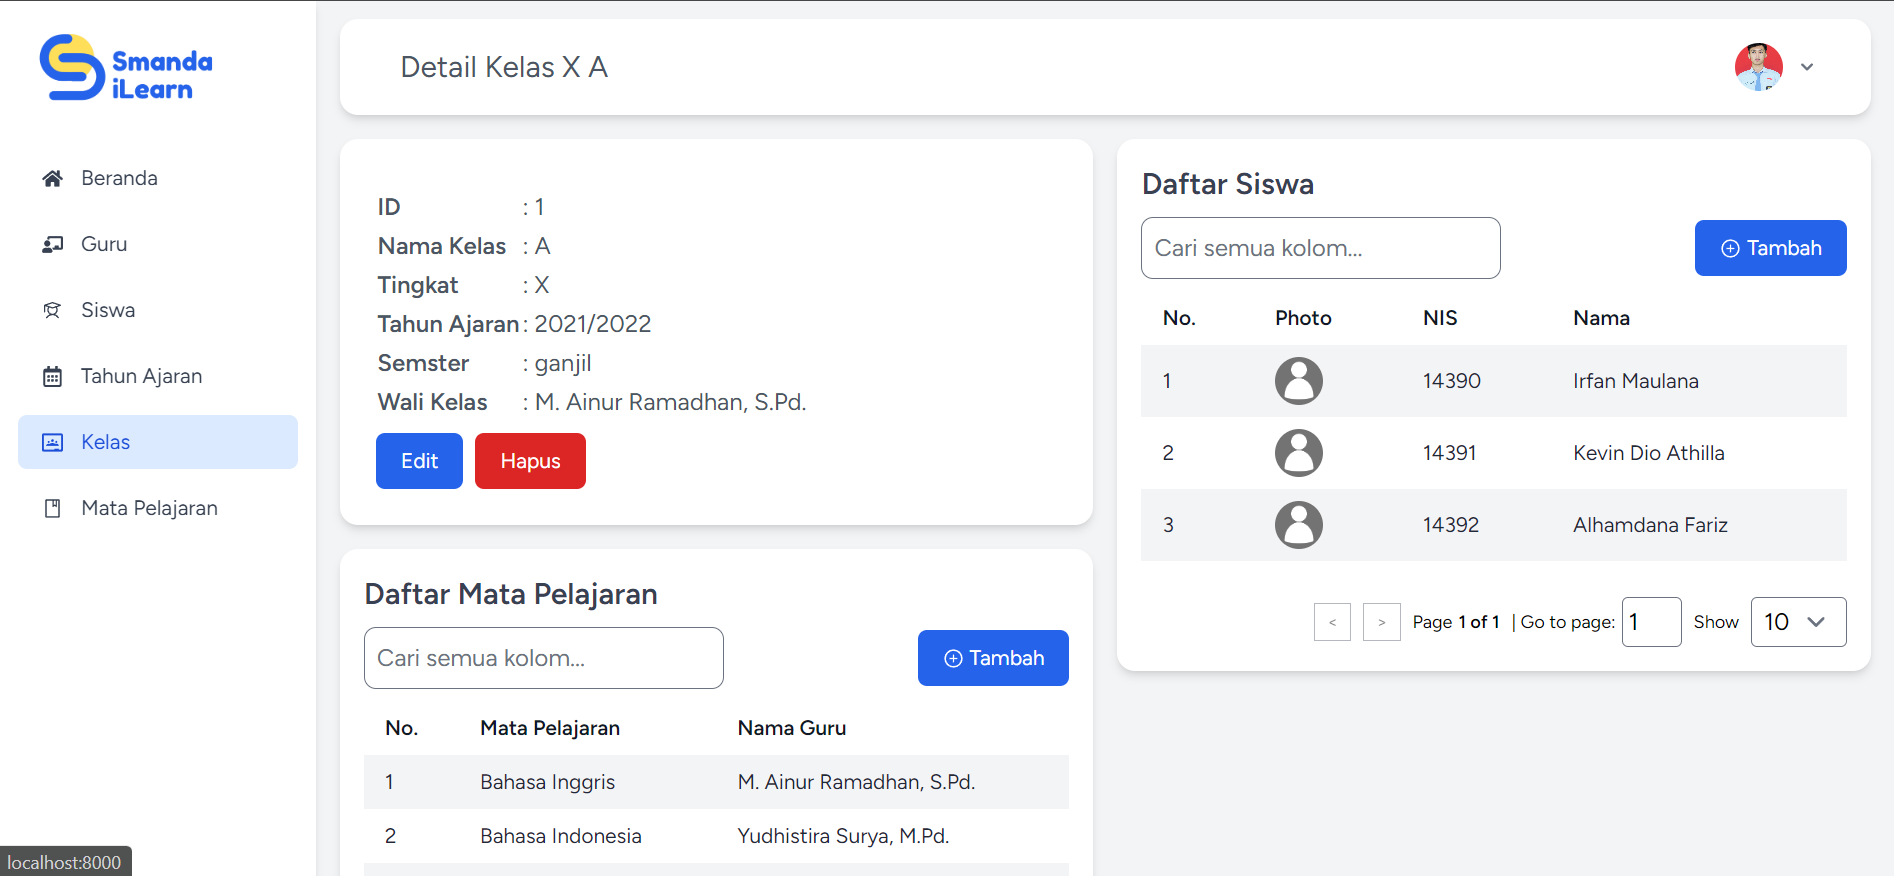 Smanda
iLearn
Beranda
Guru
Siswa
Tahun Ajaran
Kelas
Mata Pelajaran
localhost:8000
Detail Kelas X A
ID : 1
Nama Kelas : A
Tingkat : X
Tahun Ajaran : 2021/2022
Semster : ganjil
Wali Kelas : M. Ainur Ramadhan, S.Pd.
Edit Hapus
Daftar Mata Pelajaran
Cari semua kolom... Tambah
No. Mata Pelajaran Nama Guru
1 Bahasa Inggris M. Ainur Ramadhan, S.Pd.
2 Bahasa Indonesia Yudhistira Surya, M.Pd.
Daftar Siswa
Cari semua kolom... Tambah
No. Photo NIS Nama
1 14390 Irfan Maulana
2 14391 Kevin Dio Athilla
3 14392 Alhamdana Fariz
< > Page 1 of 1 | Go to page: 1 Show 10